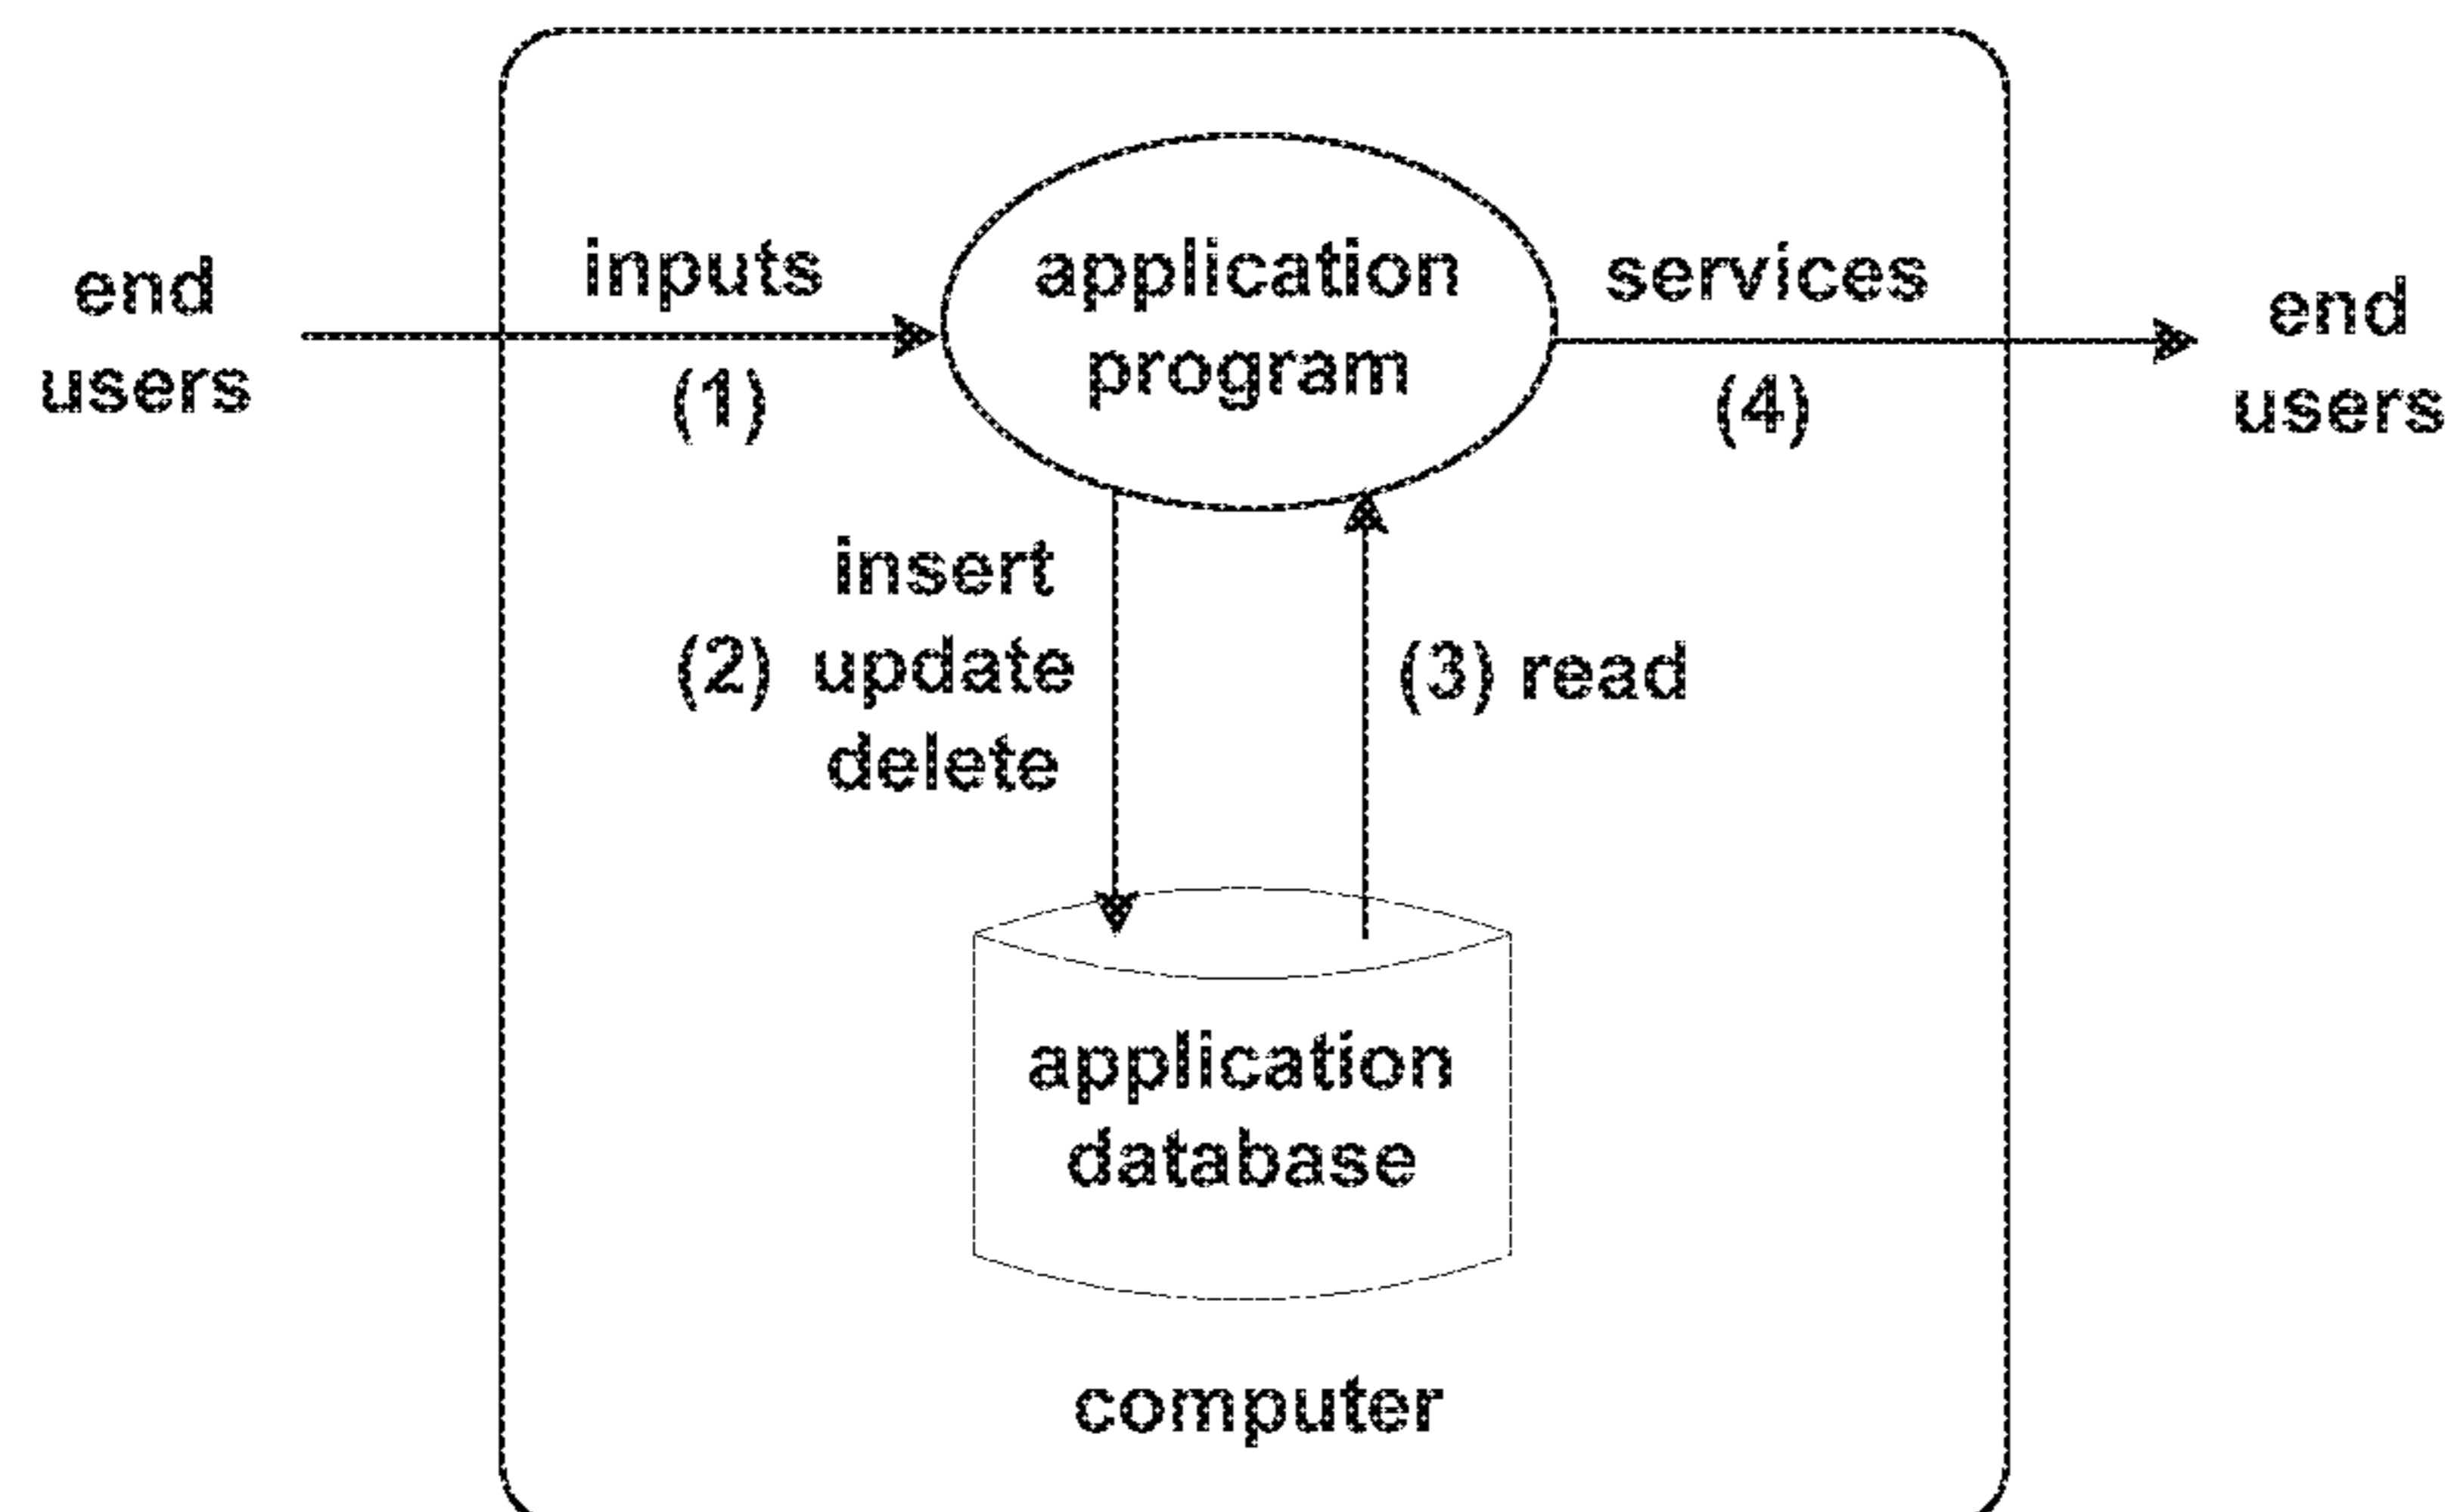 end
users
inputs
(1)
application
program
services
(4)
end
users
insert
(2) update
delete
(3) read
application
database
computer